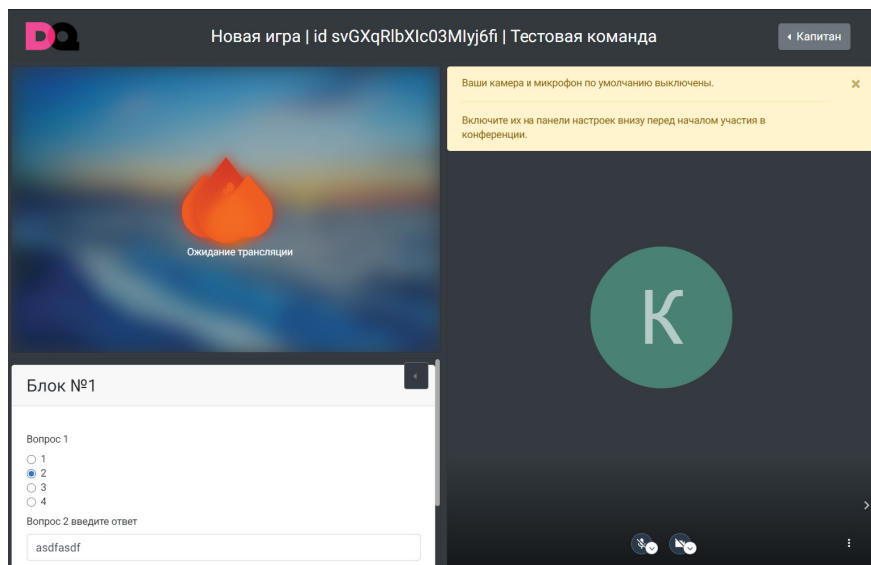 DQ
Новая игра | id svGXqRlbXIc03MIyj6fi | Тестовая команда
Капитан
Ожидание трансляции
Ваши камера и микрофон по умолчанию выключены.
Включите их на панели настроек внизу перед началом участия в
конференции.
К
Блок №1
Вопрос 1
1
2
3
4
Вопрос 2 введите ответ
asdfasdf